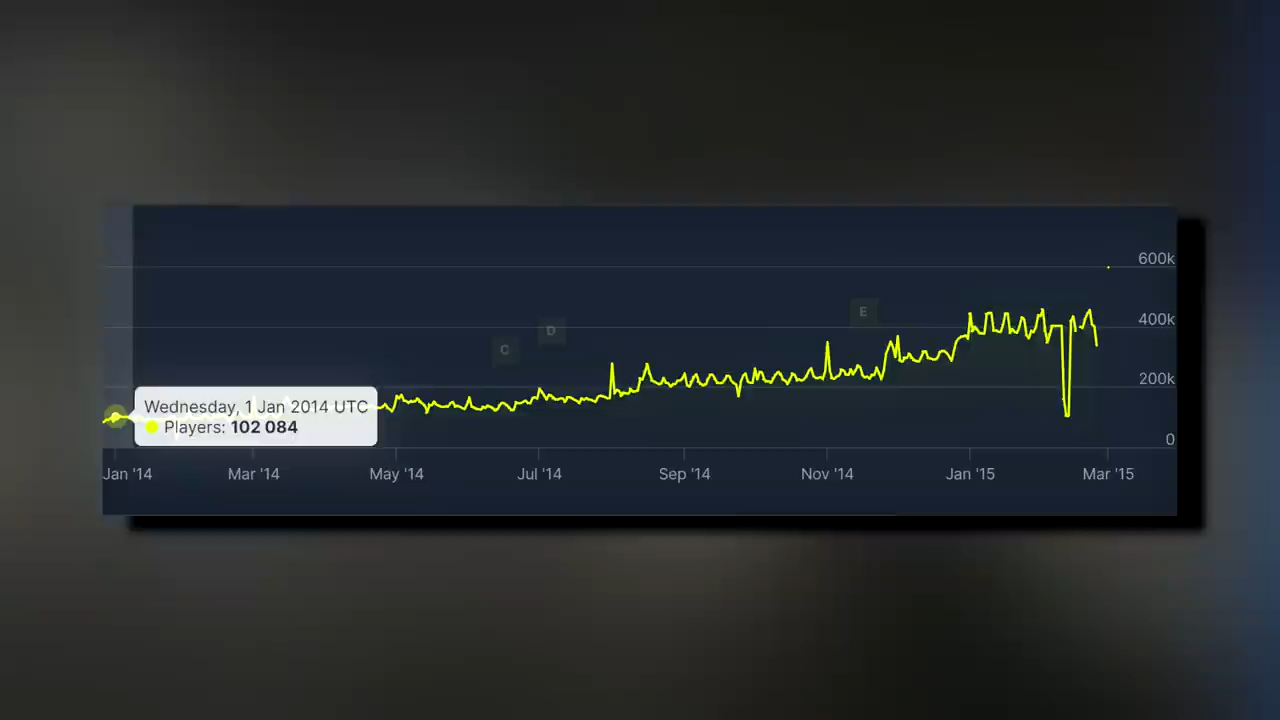 600k
E
D
400k
C
200k
Wednesday, 1 Jan 2014 UTC
Players: 102 084
0
Jan '14 Mar '14 May '14 Jul '14 Sep '14 Nov '14 Jan '15 Mar '15